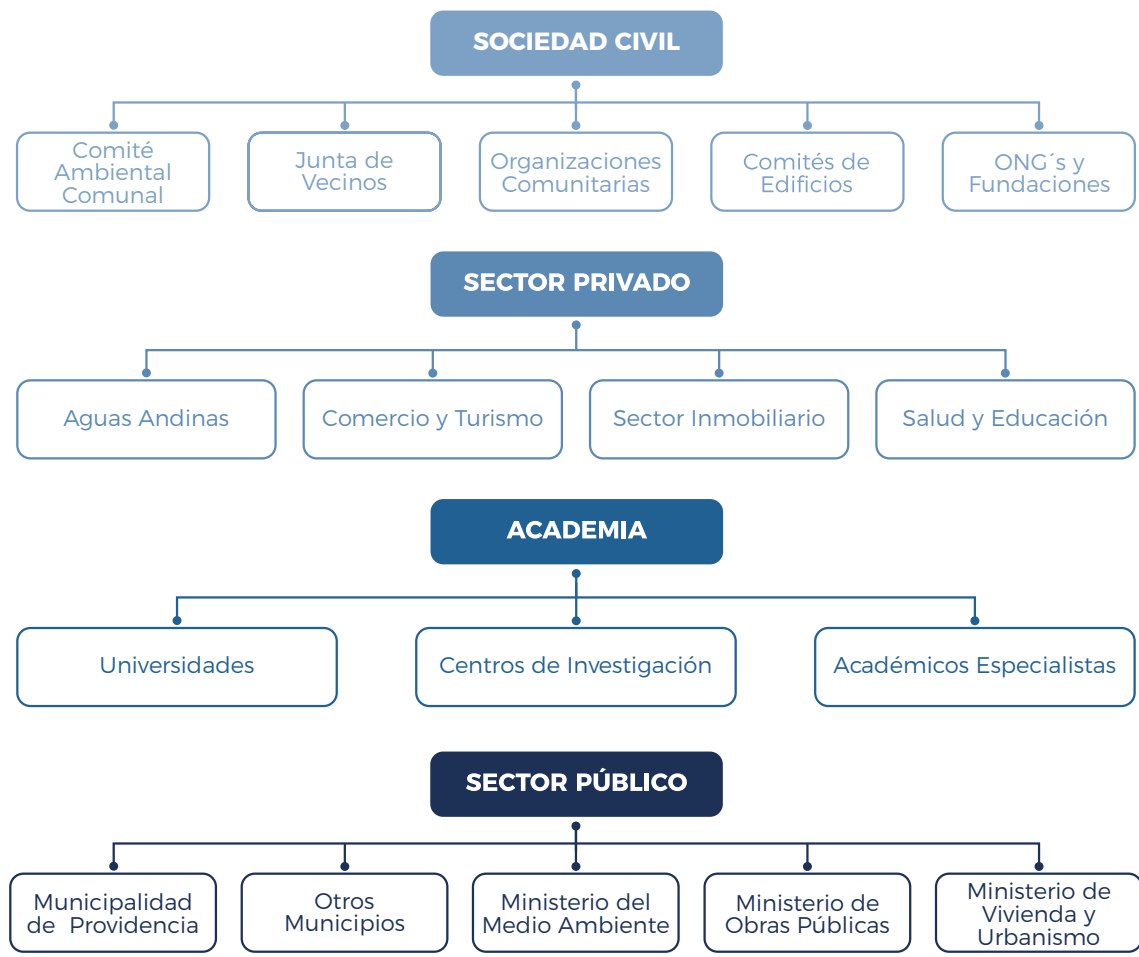 SOCIEDAD CIVIL
Comité
Ambiental
Comunal
Junta de
Vecinos
Organizaciones
Comunitarias
Comités de
Edificios
ONG´s y
Fundaciones
SECTOR PRIVADO
Aguas Andinas
Comercio y Turismo
Sector Inmobiliario
Salud y Educación
ACADEMIA
Universidades
Centros de Investigación
Académicos Especialistas
SECTOR PÚBLICO
Municipalidad
de Providencia
Otros
Municipios
Ministerio del
Medio Ambiente
Ministerio de
Obras Públicas
Ministerio de
Vivienda y
Urbanismo